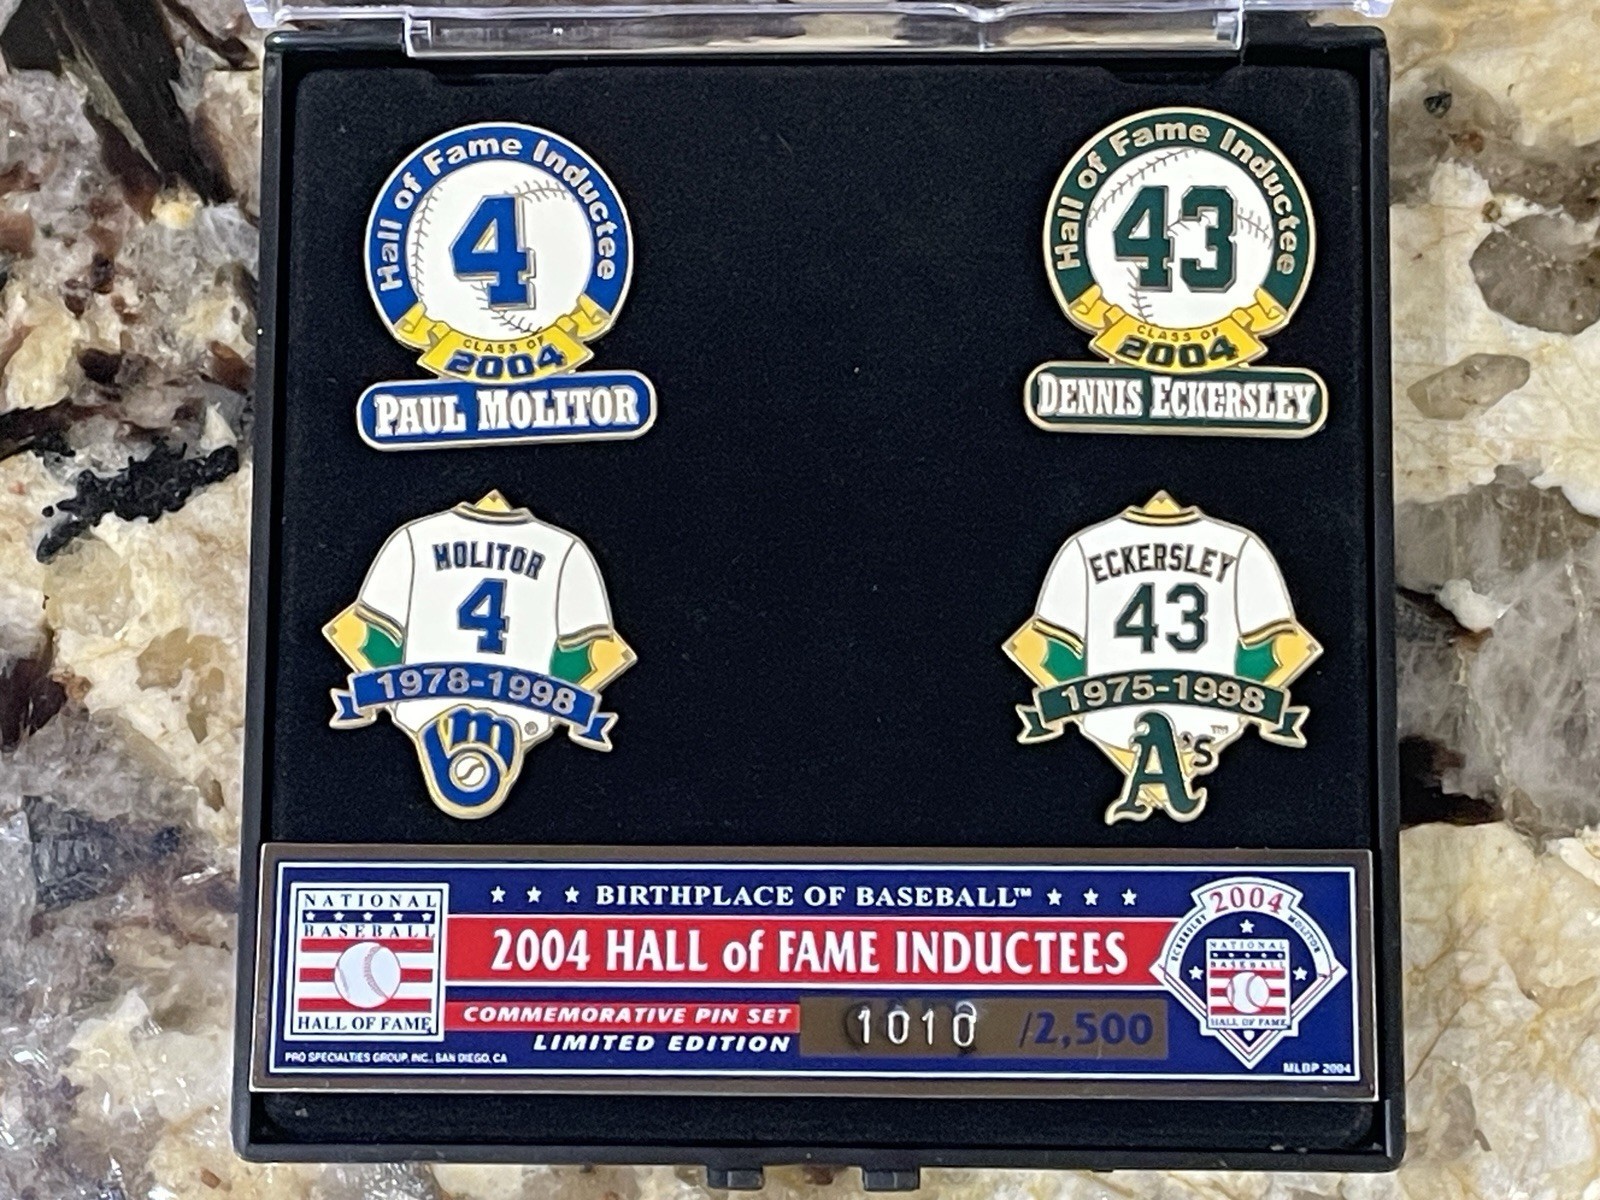 Hall of Fame Inductee
4
CLASS OF
2004
PAUL MOLITOR
Hall of Fame Inductee
43
CLASS OF
2004
DENNIS ECKERSLEY
MOLITOR
4
1978-1998
m
b
®
ECKERSLEY
43
1975-1998
A's
™
NATIONAL
BASEBALL
HALL OF FAME
★ ★ ★ BIRTHPLACE OF BASEBALL™ ★ ★ ★
2004 HALL of FAME INDUCTEES
COMMEMORATIVE PIN SET
LIMITED EDITION
1010 /2,500
PRO SPECIALTIES GROUP, INC., SAN DIEGO, CA
2004
ECKERSLEY MOLITOR
NATIONAL
BASEBALL
HALL OF FAME
MLBP 2004